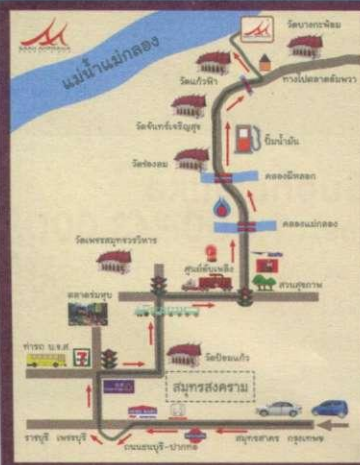 วัดบางกะพ้อม
แม่น้ำแม่กลอง
วัดแก้วฟ้า
ทางไปตลาดอัมพวา
วัดจันทร์เจริญสุข
ปั๊มน้ำมัน
วัดช่องลม
คลองผีหลอก
คลองแม่กลอง
วัดเพชรสมุทรวรวิหาร
ศูนย์ดับเพลิง
สวนสุขภาพ
ตลาดร่มหุบ
ท่ารถ บ.ข.ส.
วัดป้อมแก้ว
สมุทรสงคราม
ราชบุรี เพชรบุรี
ถนนธนบุรี-ปากท่อ
สมุทรสาคร กรุงเทพฯ